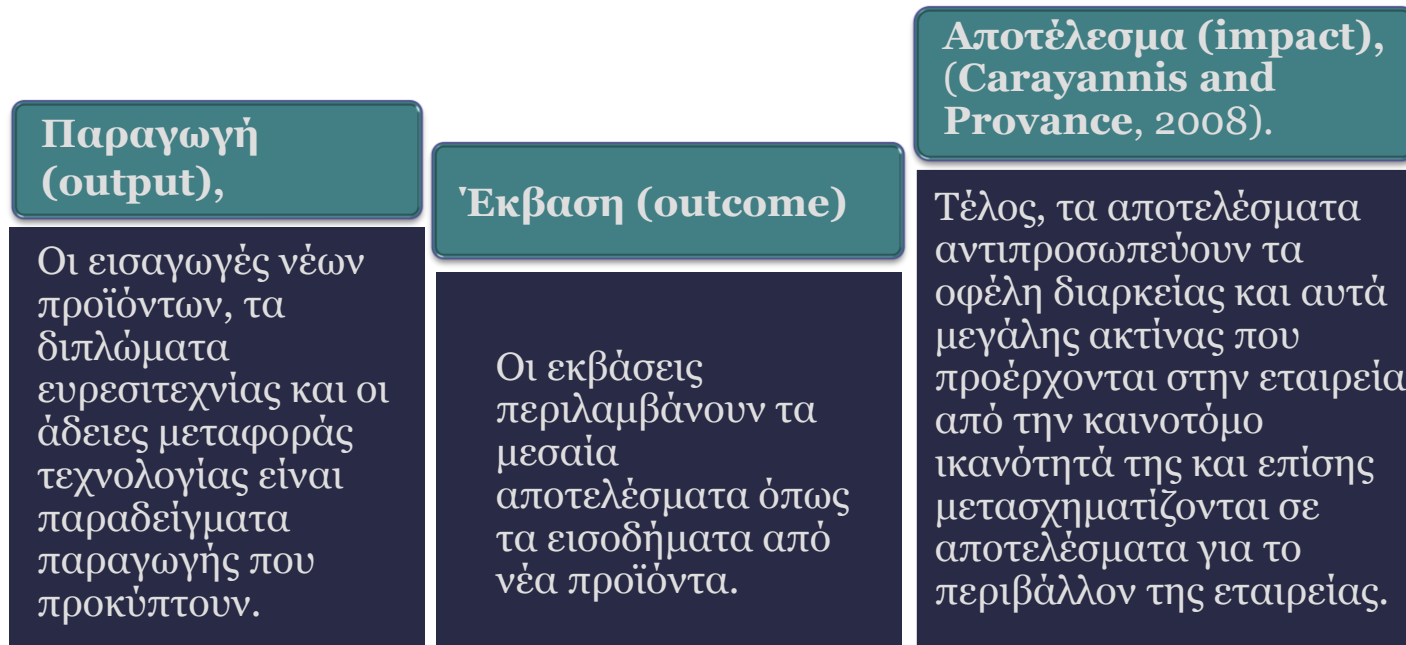 Παραγωγή
(output),
Οι εισαγωγές νέων
προϊόντων, τα
διπλώματα
ευρεσιτεχνίας και οι
άδειες μεταφοράς
τεχνολογίας είναι
παραδείγματα
παραγωγής που
προκύπτουν.
Έκβαση (outcome)
Οι εκβάσεις
περιλαμβάνουν τα
μεσαία
αποτελέσματα όπως
τα εισοδήματα από
νέα προϊόντα.
Αποτέλεσμα (impact),
(Carayannis and
Provance, 2008).
Τέλος, τα αποτελέσματα
αντιπροσωπεύουν τα
οφέλη διαρκείας και αυτά
μεγάλης ακτίνας που
προέρχονται στην εταιρεία
από την καινοτόμο
ικανότητά της και επίσης
μετασχηματίζονται σε
αποτελέσματα για το
περιβάλλον της εταιρείας.